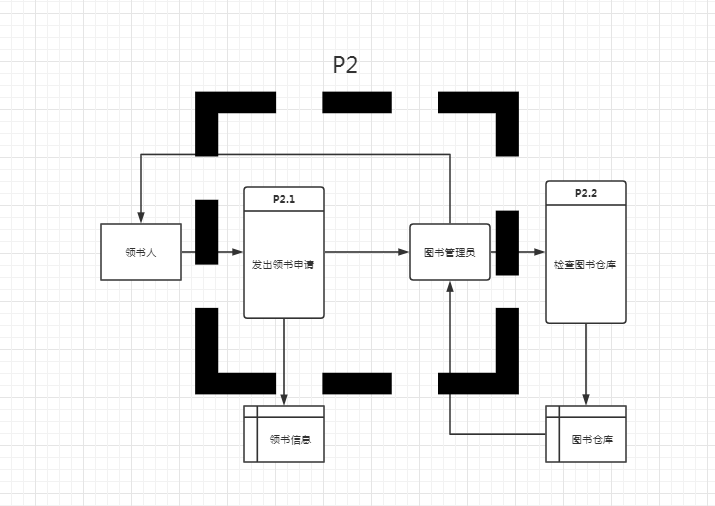 P2
P2.1
P2.2
领书人
发出领书申请
图书管理员
检查图书仓库
领书信息
图书仓库